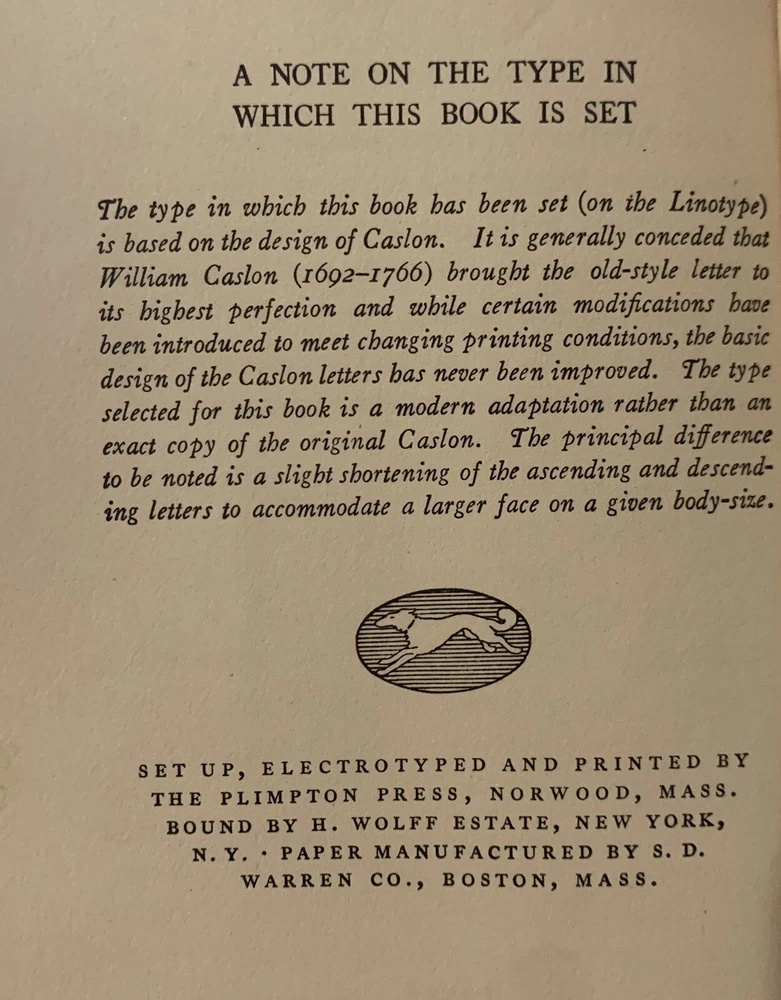 A NOTE ON THE TYPE IN
WHICH THIS BOOK IS SET
The type in which this book has been set (on the Linotype)
is based on the design of Caslon. It is generally conceded that
William Caslon (1692–1766) brought the old-style letter to
its highest perfection and while certain modifications have
been introduced to meet changing printing conditions, the basic
design of the Caslon letters has never been improved. The type
selected for this book is a modern adaptation rather than an
exact copy of the original Caslon. The principal difference
to be noted is a slight shortening of the ascending and descend-
ing letters to accommodate a larger face on a given body-size.
SET UP, ELECTROTYPED AND PRINTED BY
THE PLIMPTON PRESS, NORWOOD, MASS.
BOUND BY H. WOLFF ESTATE, NEW YORK,
N. Y. · PAPER MANUFACTURED BY S. D.
WARREN CO., BOSTON, MASS.